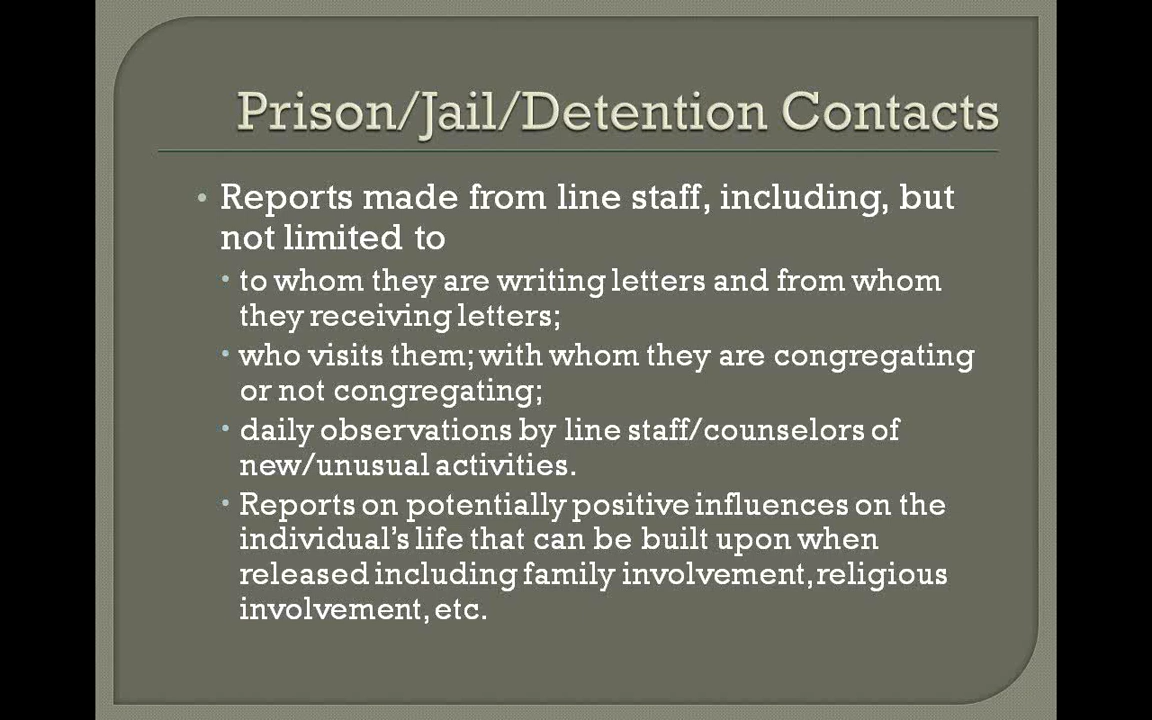 Prison/Jail/Detention Contacts
• Reports made from line staff, including, but
not limited to
• to whom they are writing letters and from whom
they receiving letters;
• who visits them; with whom they are congregating
or not congregating;
• daily observations by line staff/counselors of
new/unusual activities.
• Reports on potentially positive influences on the
individual's life that can be built upon when
released including family involvement, religious
involvement, etc.